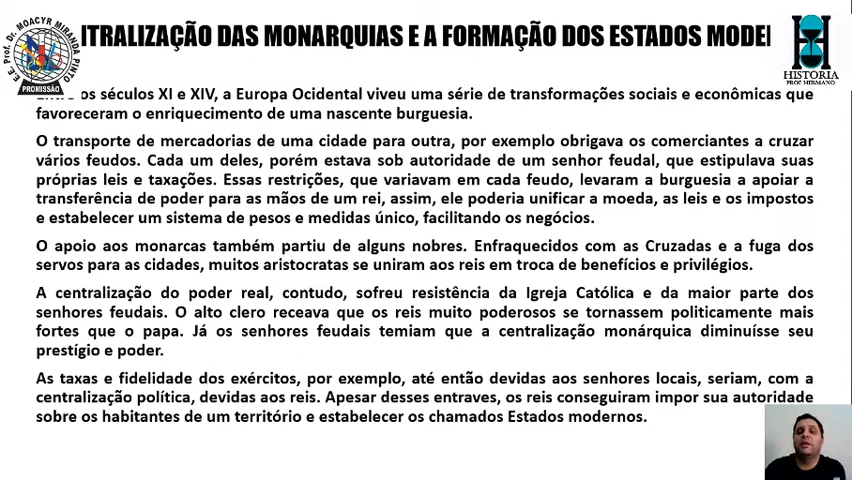 NTRALIZAÇÃO DAS MONARQUIAS E A FORMAÇÃO DOS ESTADOS MODE
E.E. Prof. Dr. MOACYR MIRANDA PINTO
PROMISSÃO
H
HISTORIA
PROF HERMANO
os séculos XI e XIV, a Europa Ocidental viveu uma série de transformações sociais e econômicas que
favoreceram o enriquecimento de uma nascente burguesia.
O transporte de mercadorias de uma cidade para outra, por exemplo obrigava os comerciantes a cruzar
vários feudos. Cada um deles, porém estava sob autoridade de um senhor feudal, que estipulava suas
próprias leis e taxações. Essas restrições, que variavam em cada feudo, levaram a burguesia a apoiar a
transferência de poder para as mãos de um rei, assim, ele poderia unificar a moeda, as leis e os impostos
e estabelecer um sistema de pesos e medidas único, facilitando os negócios.
O apoio aos monarcas também partiu de alguns nobres. Enfraquecidos com as Cruzadas e a fuga dos
servos para as cidades, muitos aristocratas se uniram aos reis em troca de benefícios e privilégios.
A centralização do poder real, contudo, sofreu resistência da Igreja Católica e da maior parte dos
senhores feudais. O alto clero receava que os reis muito poderosos se tornassem politicamente mais
fortes que o papa. Já os senhores feudais temiam que a centralização monárquica diminuísse seu
prestígio e poder.
As taxas e fidelidade dos exércitos, por exemplo, até então devidas aos senhores locais, seriam, com a
centralização política, devidas aos reis. Apesar desses entraves, os reis conseguiram impor sua autoridade
sobre os habitantes de um território e estabelecer os chamados Estados modernos.